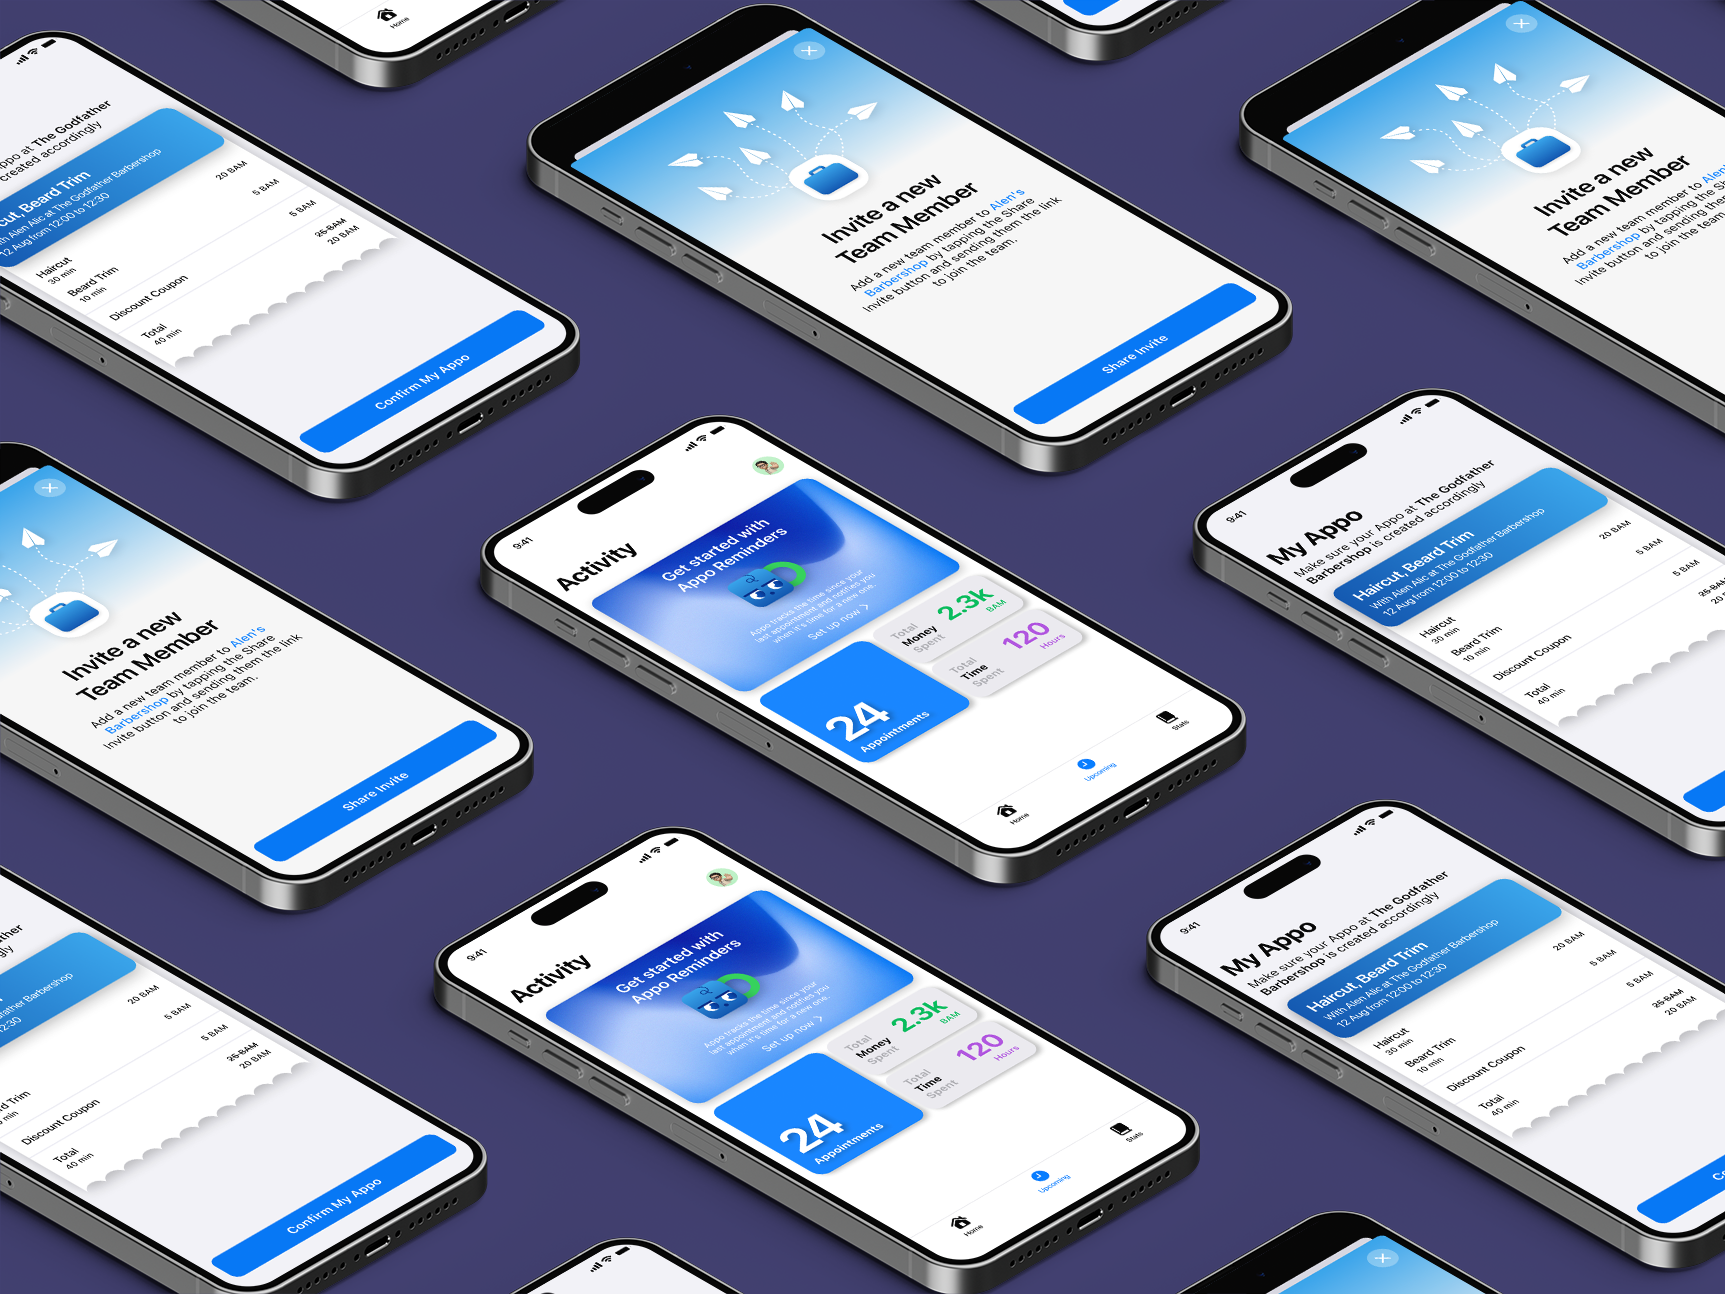 Home
Appo at The Godfather
created accordingly
cut, Beard Trim
With Alen Alic at The Godfather Barbershop
12 Aug from 12:00 to 12:30
Haircut
30 min
20 BAM
Beard Trim
10 min
5 BAM
Discount Coupon
5 BAM
Total
40 min
25 BAM
20 BAM
Confirm My Appo
Invite a new
Team Member
Add a new team member to Alen's
Barbershop by tapping the Share
Invite button and sending them the link
to join the team.
Share Invite
Invite a new
Team Member
Add a new team member to Alen's
Barbershop by tapping the Share
Invite button and sending them
to join the team
Invite a new
Team Member
Add a new team member to Alen's
Barbershop by tapping the Share
Invite button and sending them the link
to join the team.
Share Invite
9:41
Activity
Get started with
Appo Reminders
Appo tracks the time since your
last appointment and notifies you
when it's time for a new one.
Set up now
24
Appointments
Total
Money
Spent
2.3k
BAM
Total
Time
Spent
120
Hours
Home
Upcoming
Stats
9:41
My Appo
Make sure your Appo at The Godfather
Barbershop is created accordingly
Haircut, Beard Trim
With Alen Alic at The Godfather Barbershop
12 Aug from 12:00 to 12:30
Haircut
30 min
20 BAM
Beard Trim
10 min
5 BAM
Discount Coupon
5 BAM
Total
40 min
25 B
20
father
Godfather Barbershop
12:30
20 BAM
rd Trim
min
5 BAM
Discount Coupon
5 BAM
Total
40 min
25 BAM
20 BAM
Confirm My Appo
9:41
Activity
Get started with
Appo Reminders
Appo tracks the time since your
last appointment and notifies you
when it's time for a new one.
Set up now
24
Appointments
Total
Money
Spent
2.3k
BAM
Total
Time
Spent
120
Hours
Home
Upcoming
Stats
9:41
My Appo
Make sure your Appo at The Godfather
Barbershop is created accordingly
Haircut, Beard Trim
With Alen Alic at The Godfather Barbershop
12 Aug from 12:00 to 12:30
Haircut
30 min
20 BAM
Beard Trim
10 min
5 BAM
Discount Coupon
5 BAM
Total
40 min
25 BAM
20 BAM
Co